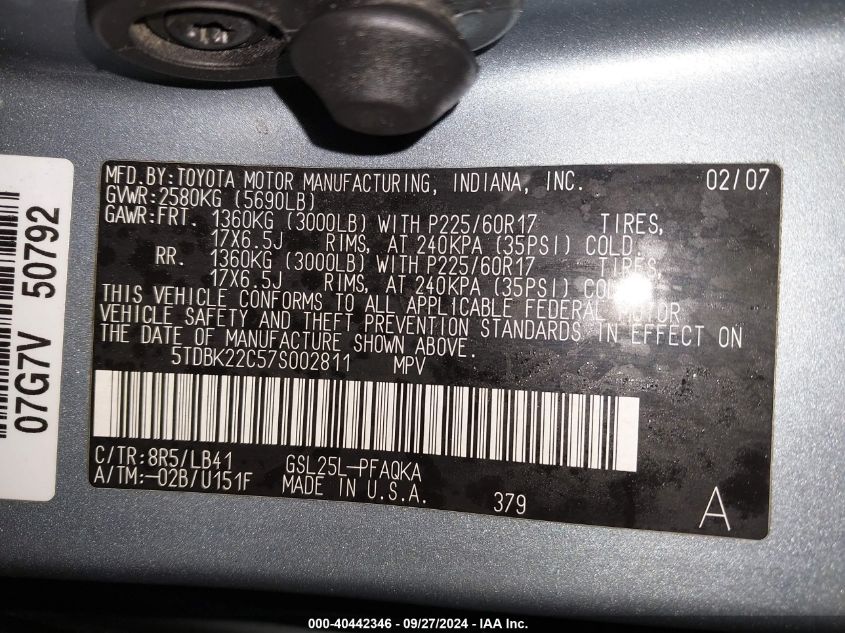 07G7V 50792
MFD.BY:TOYOTA MOTOR MANUFACTURING, INDIANA, INC. 02/07
GVWR:2580KG (5690LB)
GAWR:FRT. 1360KG (3000LB) WITH P225/60R17 TIRES,
17X6.5J RIMS, AT 240KPA (35PSI) COLD.
RR. 1360KG (3000LB) WITH P225/60R17 TIRES,
17X6.5J RIMS, AT 240KPA (35PSI) COLD.
THIS VEHICLE CONFORMS TO ALL APPLICABLE FEDERAL MOTOR
VEHICLE SAFETY AND THEFT PREVENTION STANDARDS IN EFFECT ON
THE DATE OF MANUFACTURE SHOWN ABOVE.
5TDBK22C57S002811 MPV
C/TR:8R5/LB41 GSL25L-PFAQKA
A/TM:-02B/U151F MADE IN U.S.A.
379 A
000-40442346 - 09/27/2024 - IAA Inc.